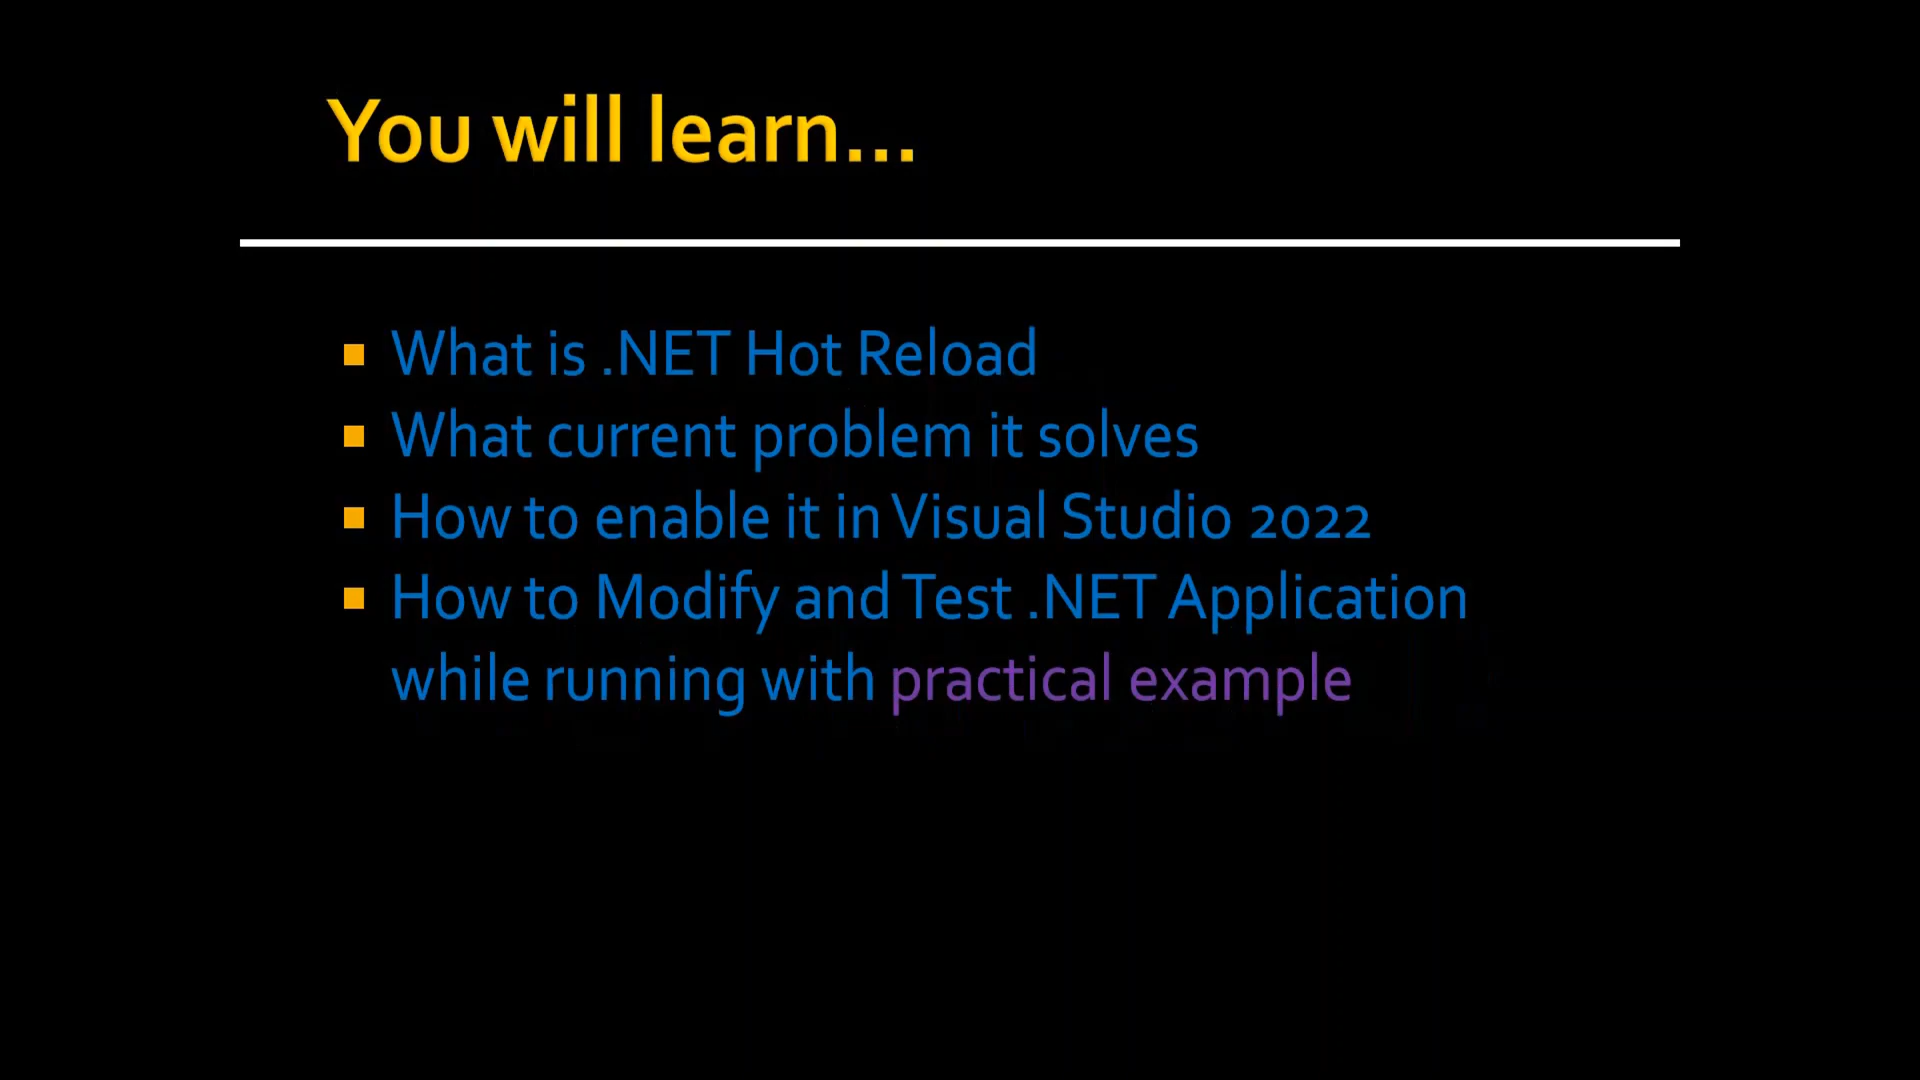 You will learn...
What is .NET Hot Reload
What current problem it solves
How to enable it in Visual Studio 2022
How to Modify and Test .NET Application
while running with practical example